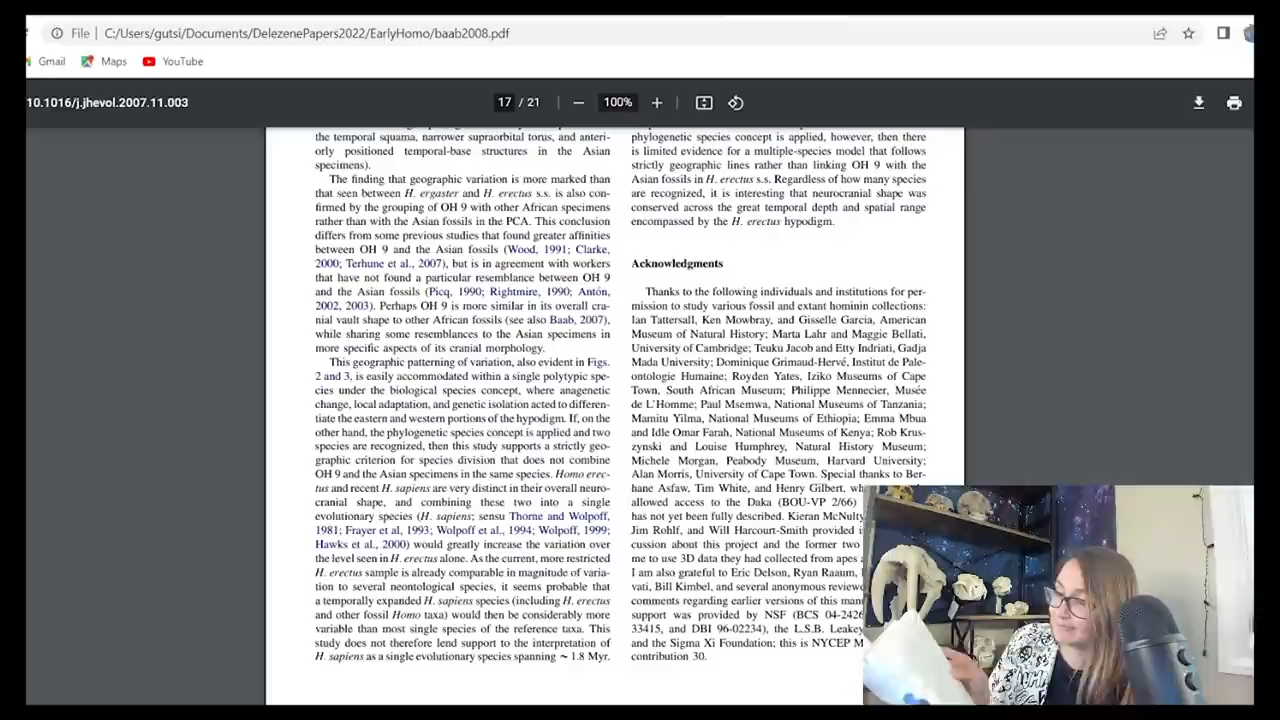 File
C:/Users/gutsi/Documents/DelezenePapers2022/EarlyHomo/baab2008.pdf
Gmail
Maps
YouTube
10.1016/j.jhevol.2007.11.003
17 / 21
100%
the temporal squama, narrower supraorbital torus, and anteri-
orly positioned temporal-base structures in the Asian
specimens).
The finding that geographic variation is more marked than
that seen between H. ergaster and H. erectus s.s. is also con-
firmed by the grouping of OH 9 with other African specimens
rather than with the Asian fossils in the PCA. This conclusion
differs from some previous studies that found greater affinities
between OH 9 and the Asian fossils (Wood, 1991; Clarke,
2000; Terhune et al., 2007), but is in agreement with workers
that have not found a particular resemblance between OH 9
and the Asian fossils (Picq, 1990; Rightmire, 1990; Antón,
2002, 2003). Perhaps OH 9 is more similar in its overall cra-
nial vault shape to other African fossils (see also Baab, 2007),
while sharing some resemblances to the Asian specimens in
more specific aspects of its cranial morphology.
This geographic patterning of variation, also evident in Figs.
2 and 3, is easily accommodated within a single polytypic spe-
cies under the biological species concept, where anagenetic
change, local adaptation, and genetic isolation acted to differen-
tiate the eastern and western portions of the hypodigm. If, on the
other hand, the phylogenetic species concept is applied and two
species are recognized, then this study supports a strictly geo-
graphic criterion for species division that does not combine
OH 9 and the Asian specimens in the same species. Homo erec-
tus and recent H. sapiens are very distinct in their overall neuro-
cranial shape, and combining these two into a single
evolutionary species (H. sapiens; sensu Thorne and Wolpoff,
1981; Frayer et al, 1993; Wolpoff et al., 1994; Wolpoff, 1999;
Hawks et al., 2000) would greatly increase the variation over
the level seen in H. erectus alone. As the current, more restricted
H. erectus sample is already comparable in magnitude of varia-
tion to several neontological species, it seems probable that
a temporally expanded H. sapiens species (including H. erectus
and other fossil Homo taxa) would then be considerably more
variable than most single species of the reference taxa. This
study does not therefore lend support to the interpretation of
H. sapiens as a single evolutionary species spanning ~ 1.8 Myr.
phylogenetic species concept is applied, however, then there
is limited evidence for a multiple-species model that follows
strictly geographic lines rather than linking OH 9 with the
Asian fossils in H. erectus s.s. Regardless of how many species
are recognized, it is interesting that neurocranial shape was
conserved across the great temporal depth and spatial range
encompassed by the H. erectus hypodigm.
Acknowledgments
Thanks to the following individuals and institutions for per-
mission to study various fossil and extant hominin collections:
Ian Tattersall, Ken Mowbray, and Gisselle Garcia, American
Museum of Natural History; Marta Lahr and Maggie Bellati,
University of Cambridge; Teuku Jacob and Etty Indriati, Gadja
Mada University; Dominique Grimaud-Hervé, Institut de Pale-
ontologie Humaine; Royden Yates, Iziko Museums of Cape
Town, South African Museum; Philippe Mennecier, Musée
de L'Homme; Paul Msemwa, National Museums of Tanzania;
Mamitu Yilma, National Museums of Ethiopia; Emma Mbua
and Idle Omar Farah, National Museums of Kenya; Rob Krus-
zynski and Louise Humphrey, Natural History Museum;
Michele Morgan, Peabody Museum, Harvard University;
Alan Morris, University of Cape Town. Special thanks to Ber-
hane Asfaw, Tim White, and Henry Gilbert, wh
allowed access to the Daka (BOU-VP 2/66)
has not yet been fully described. Kieran McNulty
Jim Rohlf, and Will Harcourt-Smith provided i
cussion about this project and the former two
me to use 3D data they had collected from apes
I am also grateful to Eric Delson, Ryan Raaum,
vati, Bill Kimbel, and several anonymous reviewe
comments regarding earlier versions of this man
support was provided by NSF (BCS 04-2426
33415, and DBI 96-02234), the L.S.B. Leakey
and the Sigma Xi Foundation; this is NYCEP M
contribution 30.